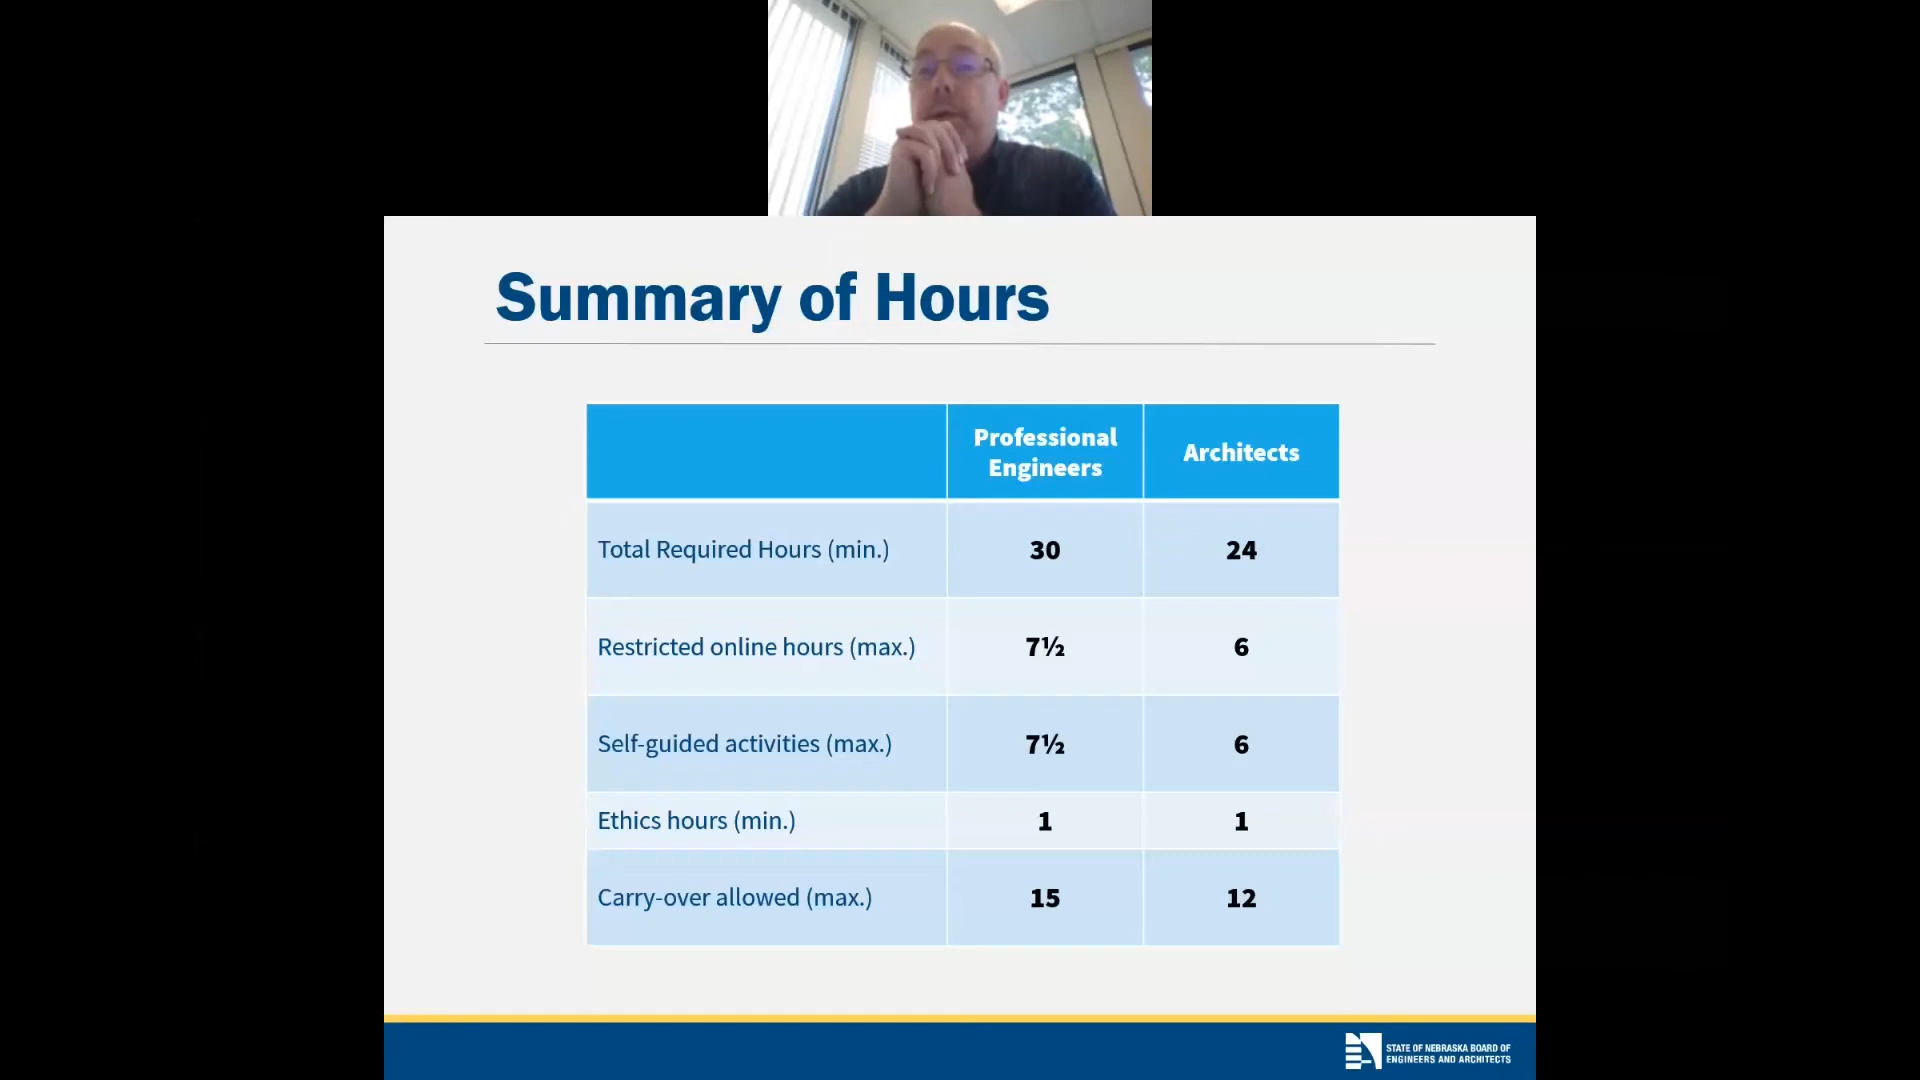 Summary of Hours
Professional
Engineers
Architects
Total Required Hours (min.)
30
24
Restricted online hours (max.)
7½
6
Self-guided activities (max.)
7½
6
Ethics hours (min.)
1
1
Carry-over allowed (max.)
15
12
STATE OF NEBRASKA BOARD OF
ENGINEERS AND ARCHITECTS